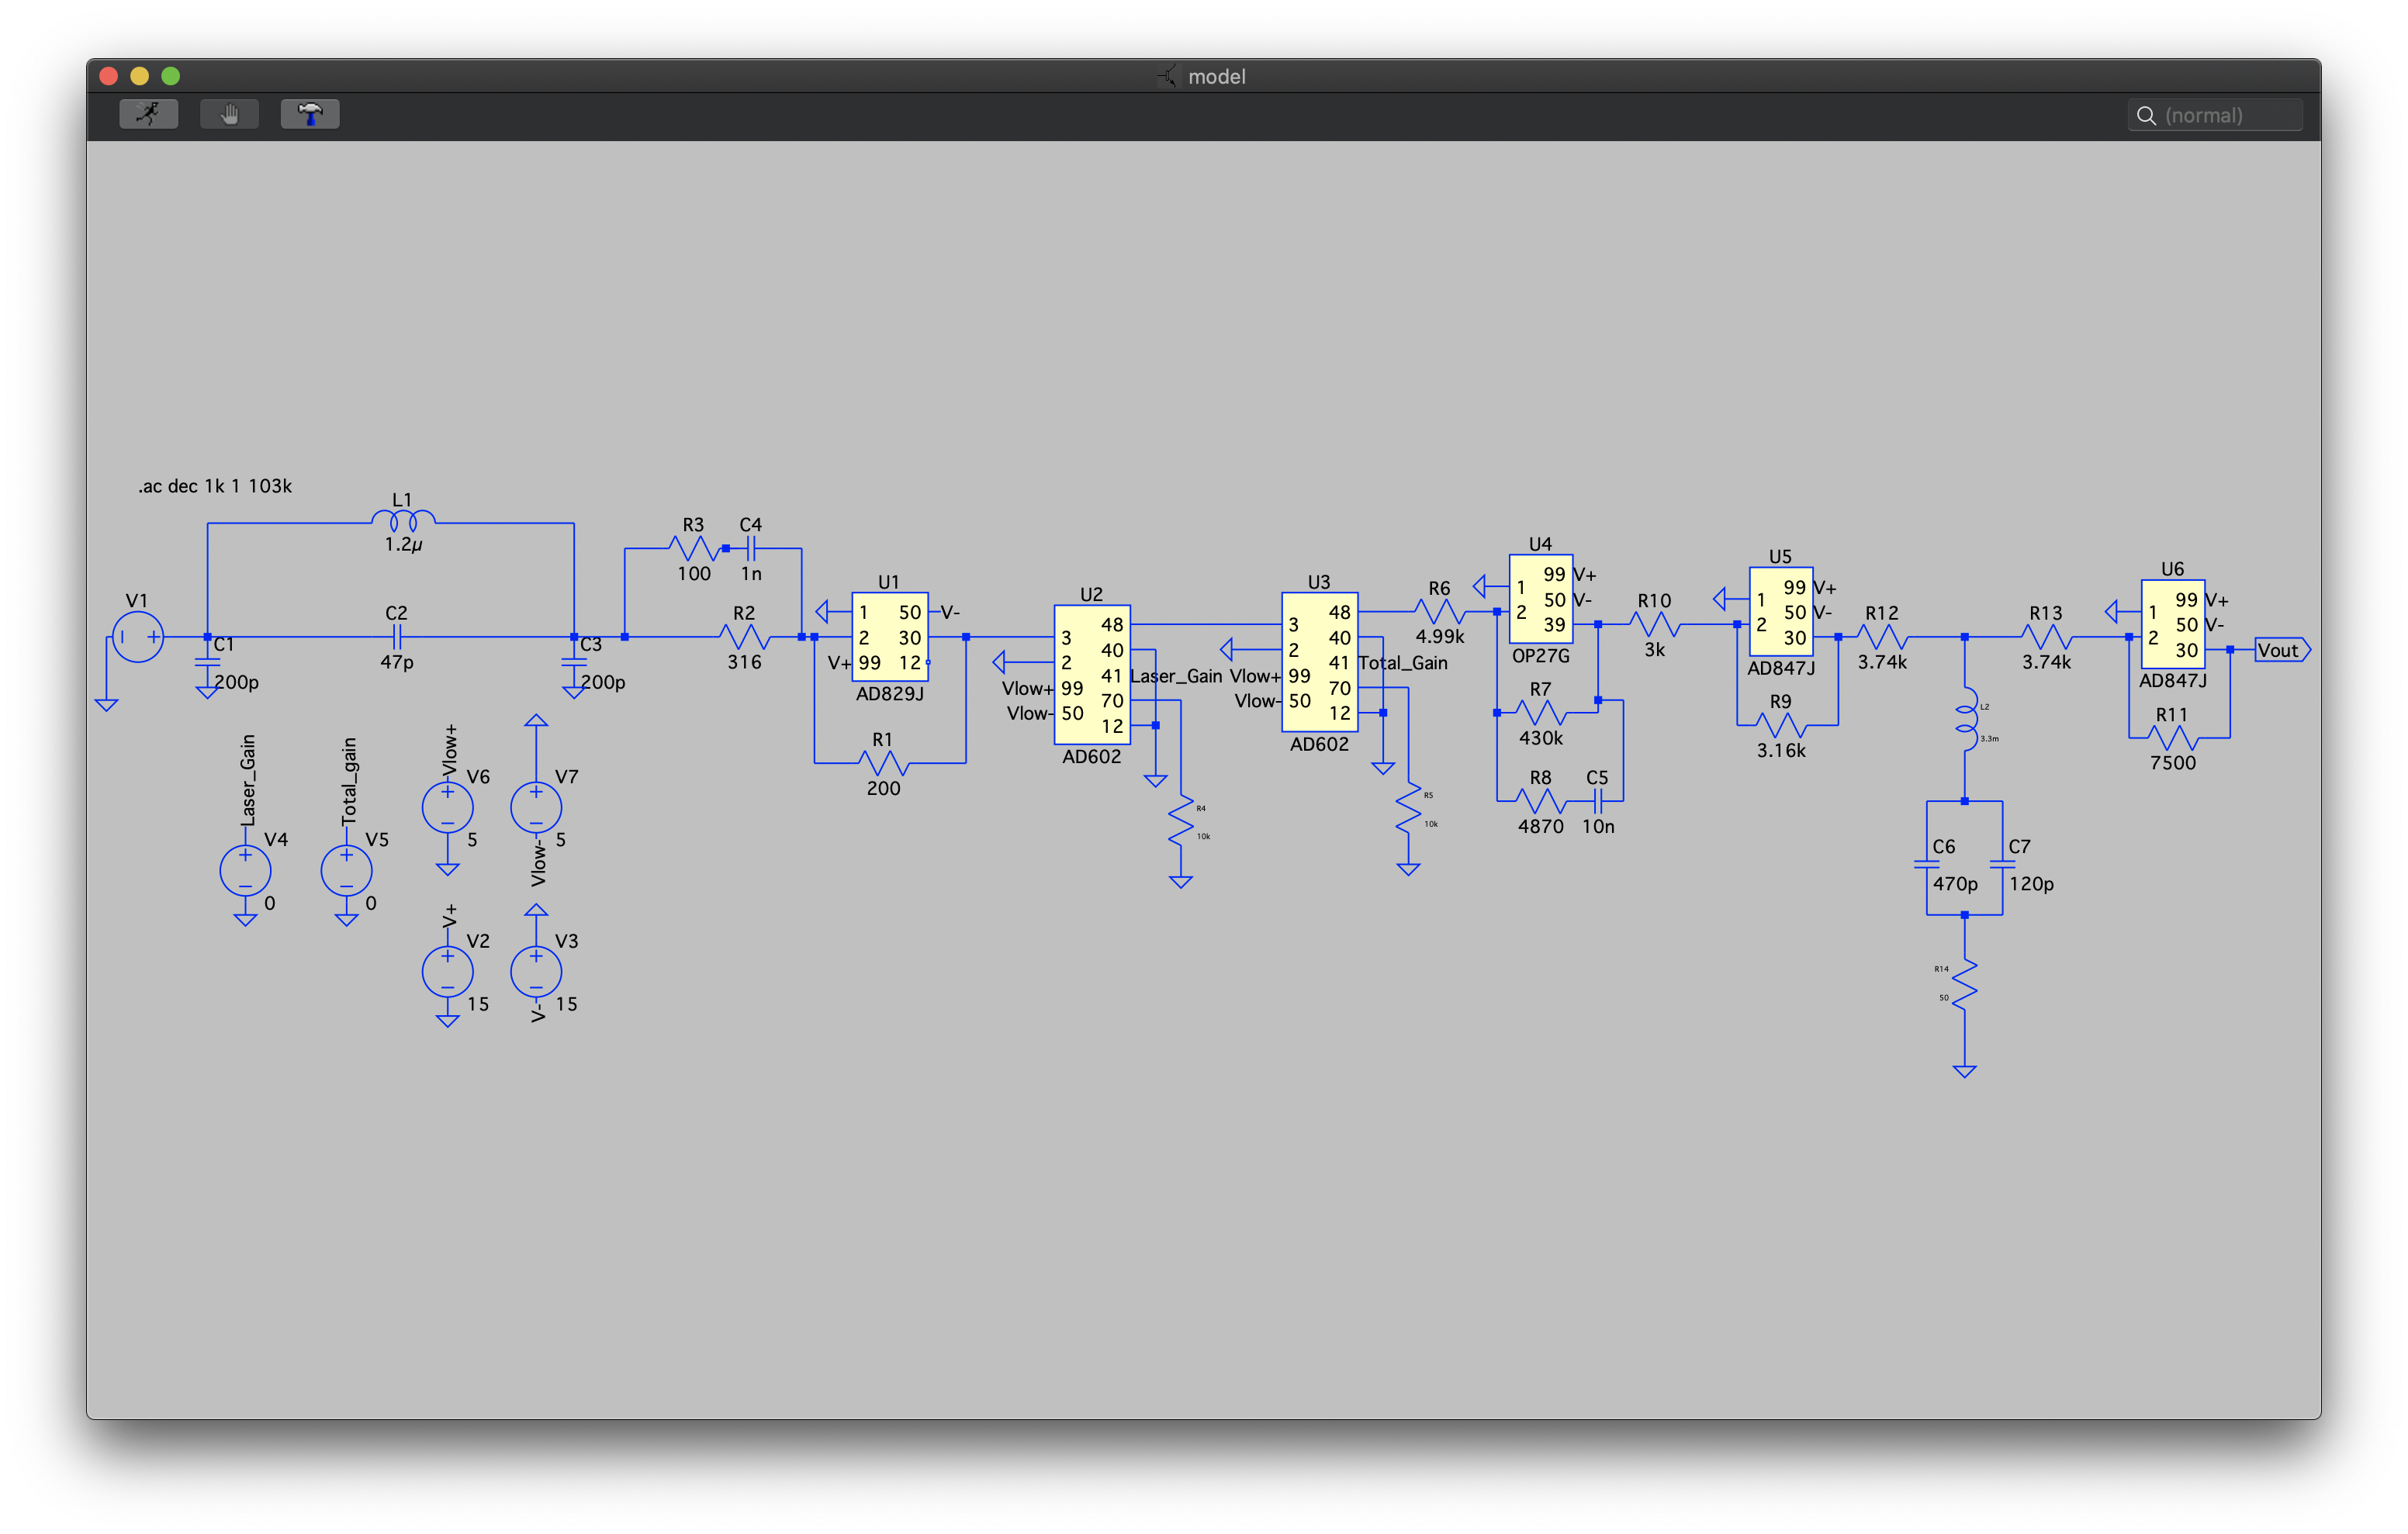 model
(normal)
.ac dec 1k 1 103k
L1
1.2µ
V1
C1
200p
C2
47p
C3
200p
R3
100
C4
1n
R2
316
U1
1 50 V-
2 30
V+ 99 12
AD829J
R1
200
U2
3 48
2 40
Vlow+ 99 41 Laser_Gain
Vlow- 50 70
12
AD602
R4
10k
U3
3 48
2 40
Vlow+ 99 41 Total_Gain
Vlow- 50 70
12
AD602
R5
10k
R6
4.99k
U4
99 V+
1 50 V-
2 39
OP27G
R7
430k
R8
4870
C5
10n
R10
3k
U5
99 V+
1 50 V-
2 30
AD847J
R9
3.16k
R12
3.74k
L2
3.3m
C6
470p
C7
120p
R14
50
R13
3.74k
U6
99 V+
1 50 V-
2 30
AD847J
R11
7500
Vout
Laser_Gain
V4
0
Total_gain
V5
0
Vlow+
V6
5
V7
5
Vlow-
V+
V2
15
V3
15
V-